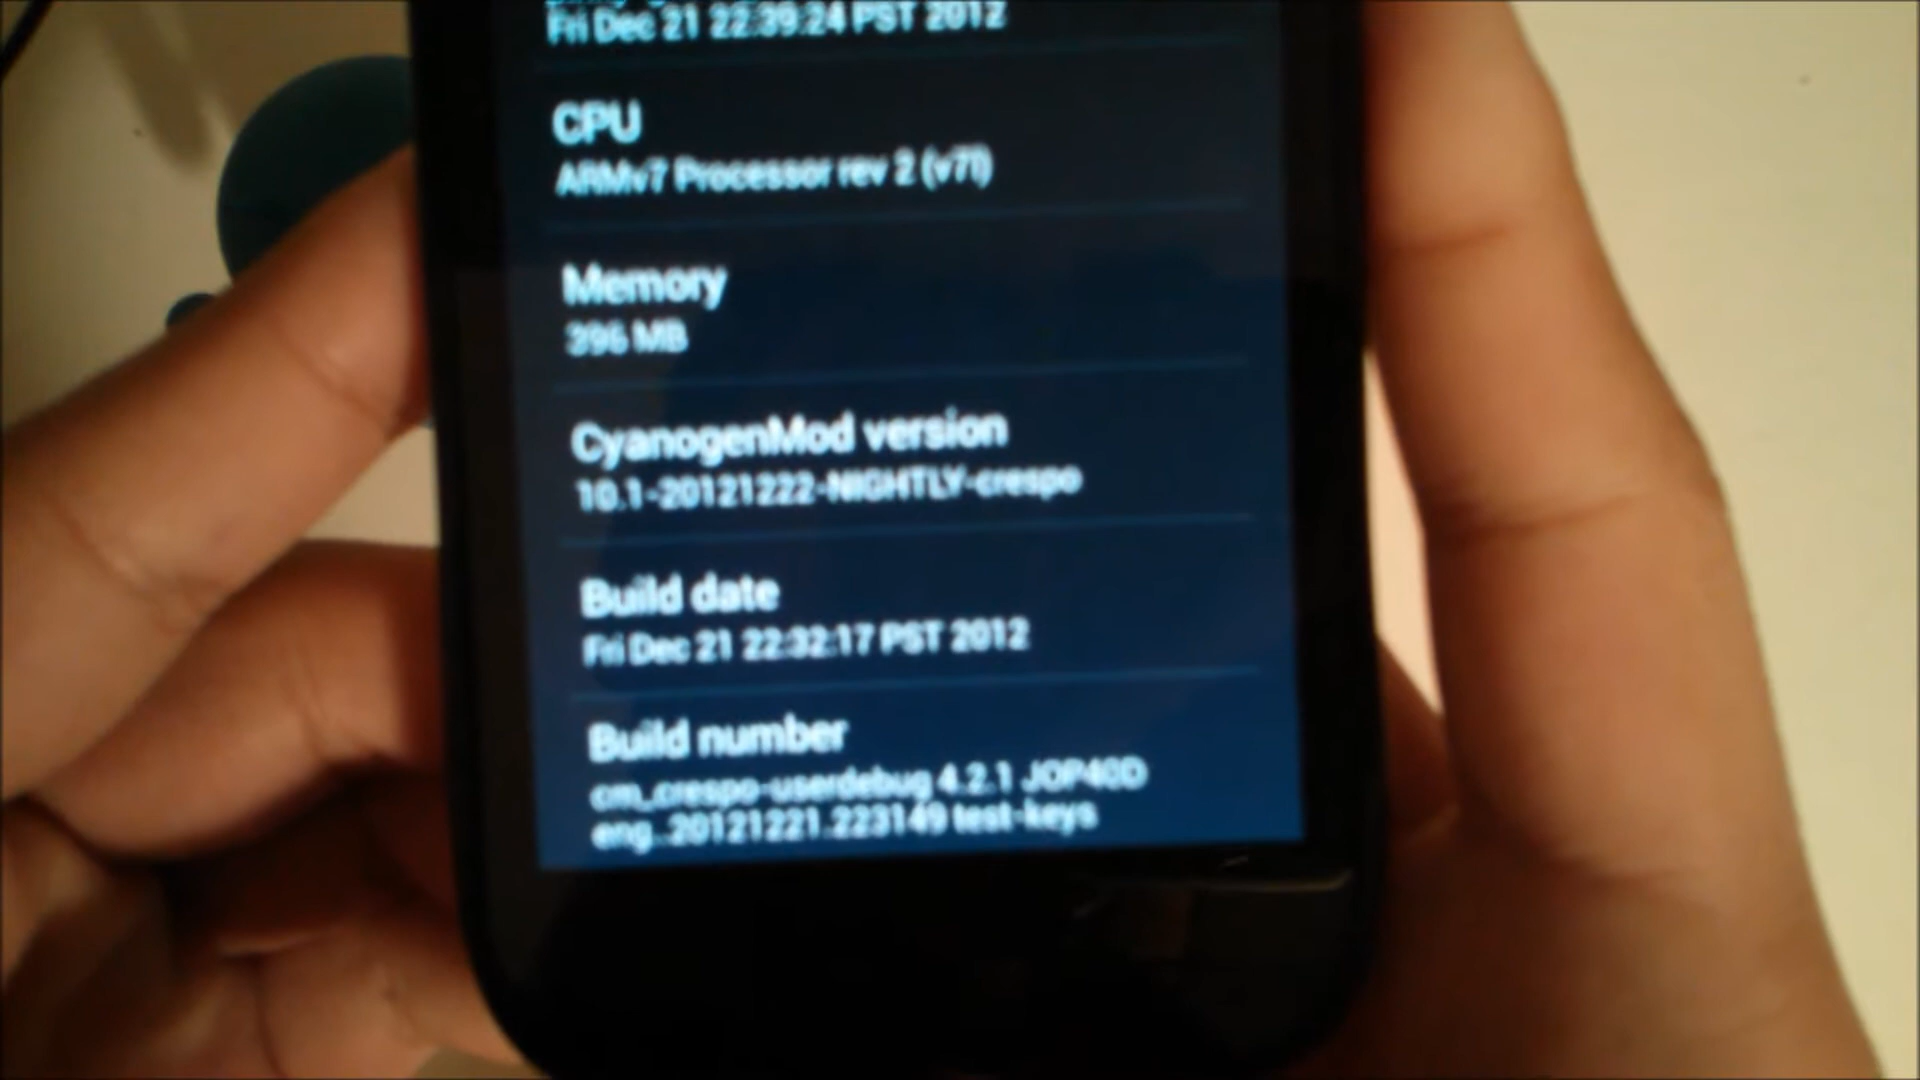 Fri Dec 21 22:39:24 PST 2012
CPU
ARMv7 Processor rev 2 (v7l)
Memory
396 MB
CyanogenMod version
10.1-20121222-NIGHTLY-crespo
Build date
Fri Dec 21 22:32:17 PST 2012
Build number
cm_crespo-userdebug 4.2.1 JOP40D
eng..20121221.223149 test-keys